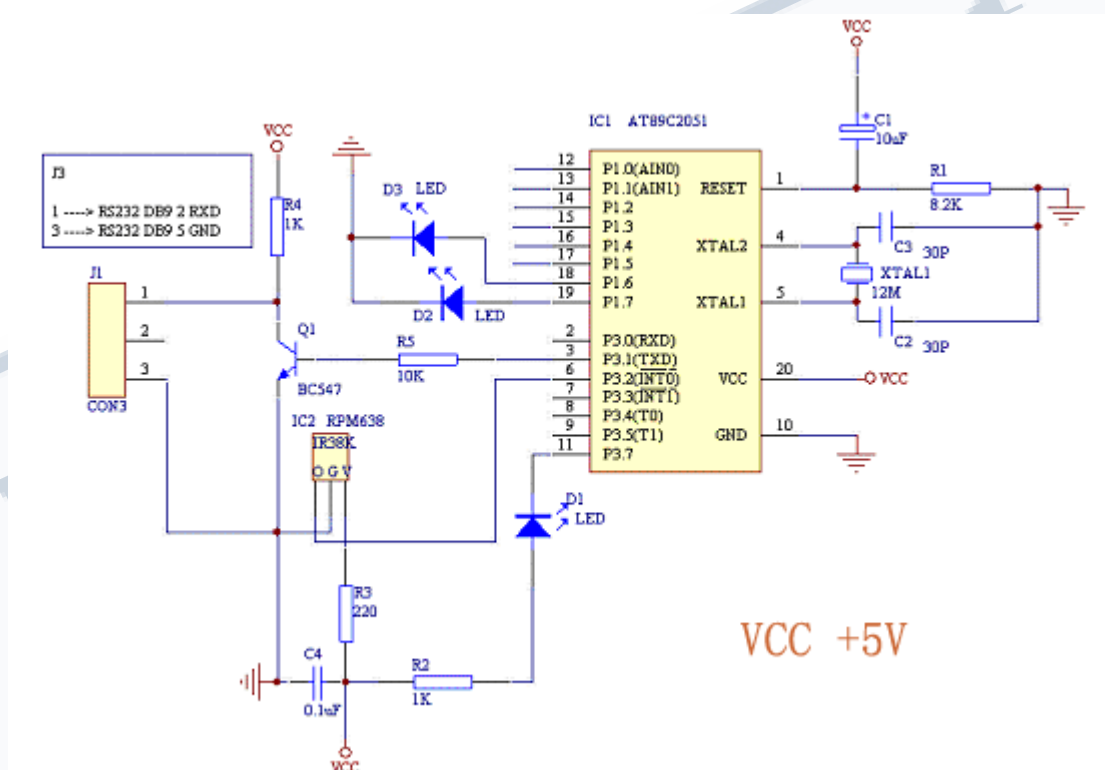 VCC
IC1 AT89C2051
C1
10uF
VCC
J3
1 ----> RS232 DB9 2 RXD
3 ----> RS232 DB9 5 GND
R4
1K
D3 LED
D2 LED
12 P1.0(AIN0)
13 P1.1(AIN1)
14 P1.2
15 P1.3
16 P1.4
17 P1.5
18 P1.6
19 P1.7
2 P3.0(RXD)
3 P3.1(TXD)
6 P3.2(INT0)
7 P3.3(INT1)
8 P3.4(T0)
9 P3.5(T1)
11 P3.7
RESET 1
XTAL2 4
XTAL1 5
VCC 20
GND 10
R1
8.2K
C3 30P
XTAL1
12M
C2 30P
VCC
J1
1
2
3
CON3
Q1
BC547
R5
10K
IC2 RPM638
IR38K
O G V
D1
LED
R3
220
C4
0.1uF
R2
1K
VCC
VCC +5V